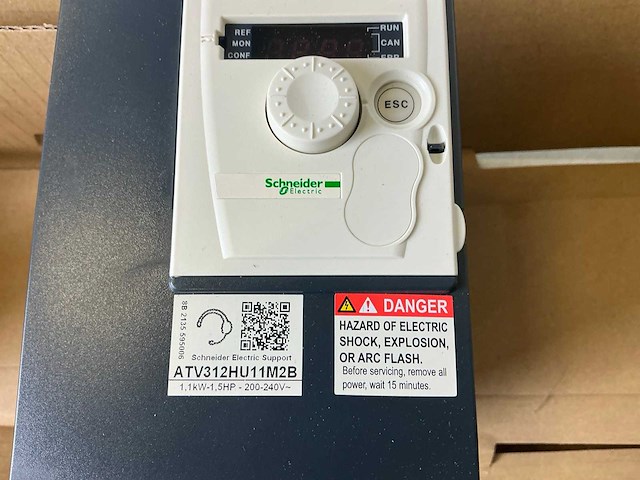 REF
MON
CONF
RUN
CAN
ERR
ESC
Schneider
Electric
8B 2135 595006
Schneider Electric Support
ATV312HU11M2B
1,1kW-1,5HP - 200-240V~
DANGER
HAZARD OF ELECTRIC
SHOCK, EXPLOSION,
OR ARC FLASH.
Before servicing, remove all
power, wait 15 minutes.